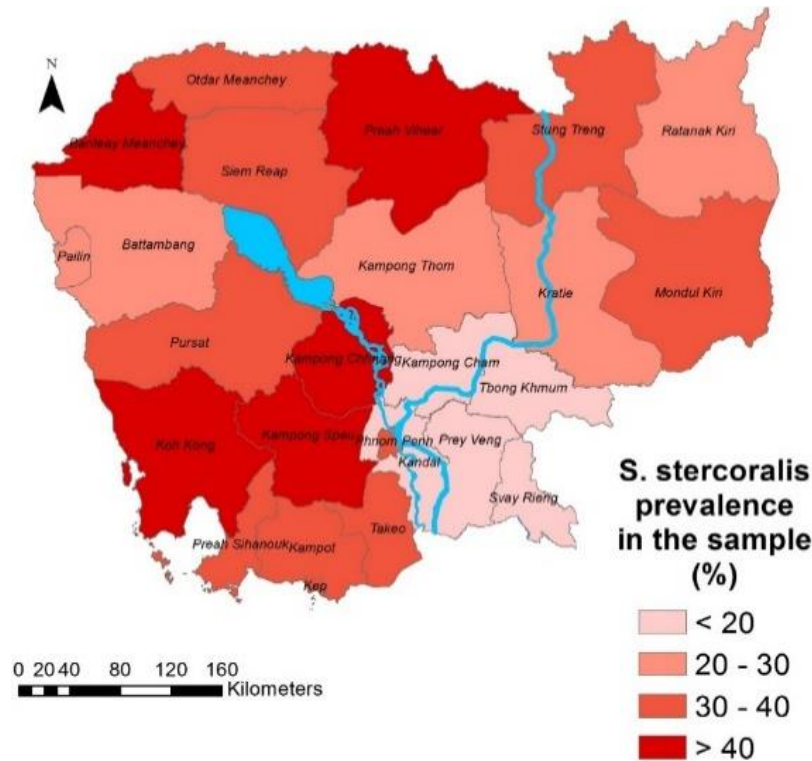 N
Otdar Meanchey
Banteay Meanchey
Preah Vihear
Stung Treng
Ratanak Kiri
Siem Reap
Battambang
Pailin
Kampong Thom
Kratie
Mondul Kiri
Pursat
Kampong Chhnang
Kampong Cham
Tbong Khmum
Koh Kong
Kampong Speu
Phnom Penh
Prey Veng
Kandal
Svay Rieng
Takeo
Preah Sihanouk
Kampot
Kep
S. stercoralis
prevalence
in the sample
(%)
< 20
20 - 30
30 - 40
> 40
0 20 40 80 120 160
Kilometers